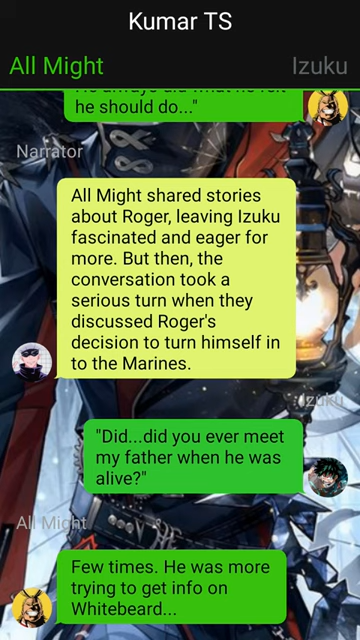 Kumar TS
All Might
Izuku
he should do..."
Narrator
All Might shared stories
about Roger, leaving Izuku
fascinated and eager for
more. But then, the
conversation took a
serious turn when they
discussed Roger's
decision to turn himself in
to the Marines.
Izuku
"Did...did you ever meet
my father when he was
alive?"
All Might
Few times. He was more
trying to get info on
Whitebeard...